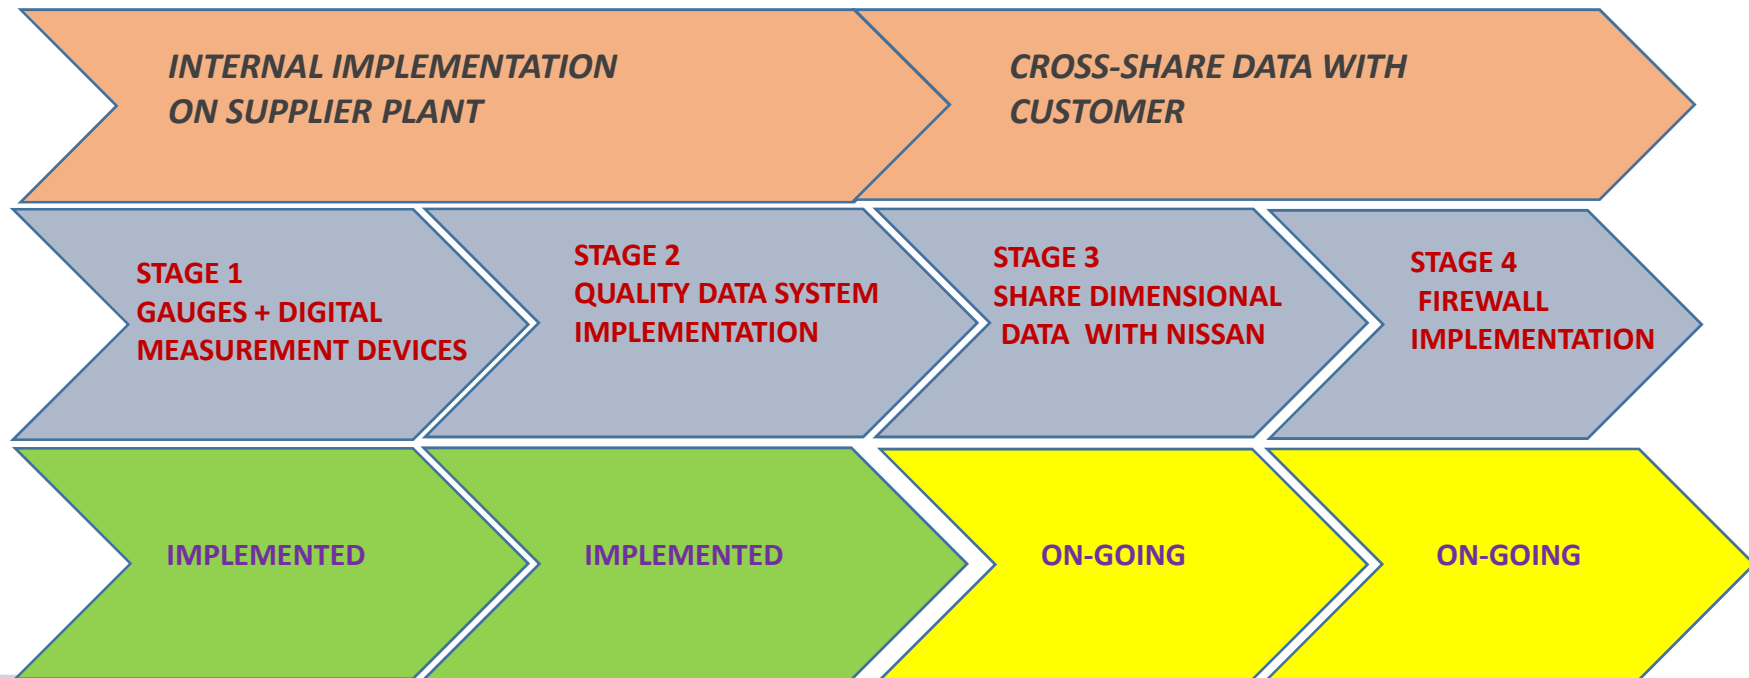 INTERNAL IMPLEMENTATION
ON SUPPLIER PLANT
CROSS-SHARE DATA WITH
CUSTOMER
STAGE 1
GAUGES + DIGITAL
MEASUREMENT DEVICES
STAGE 2
QUALITY DATA SYSTEM
IMPLEMENTATION
STAGE 3
SHARE DIMENSIONAL
DATA WITH NISSAN
STAGE 4
FIREWALL
IMPLEMENTATION
IMPLEMENTED
IMPLEMENTED
ON-GOING
ON-GOING